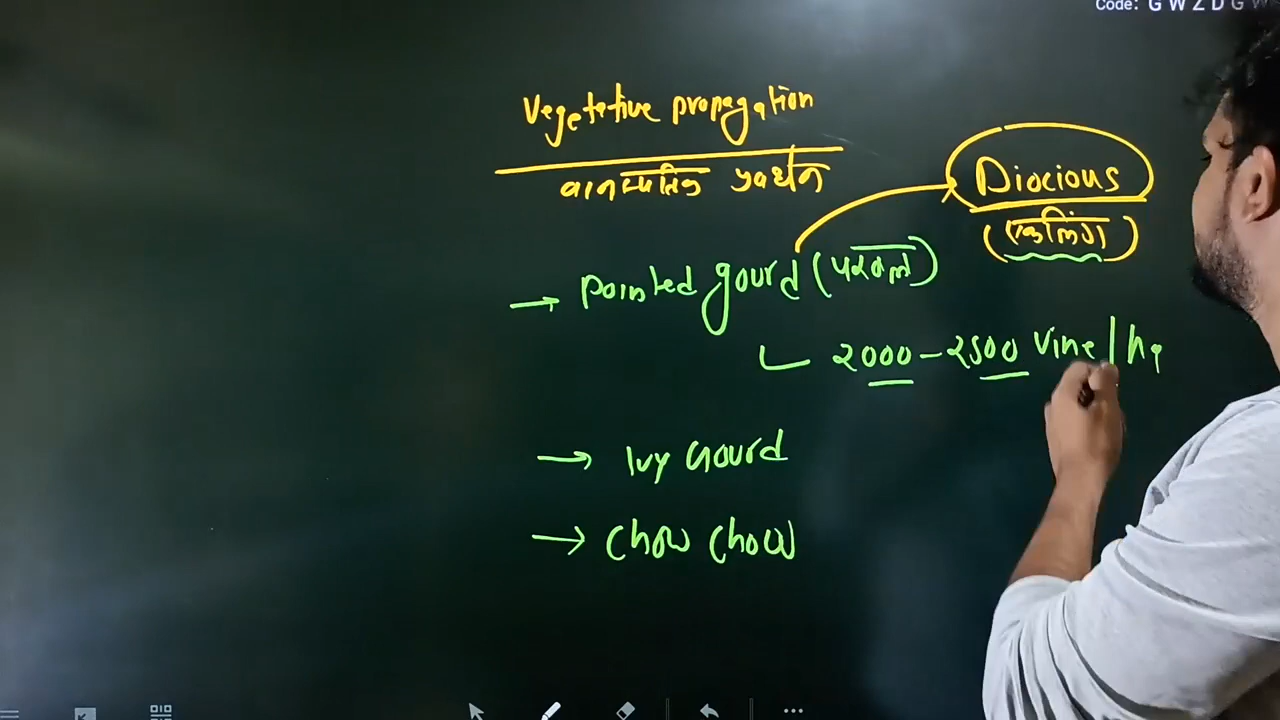 Code: G W Z D G W
Vegetetive propagation
वानस्पतिक प्रवर्धन
Diocious
(एकलिंगी)
→ pointed gourd (परवल)
2000 – 2500 vine/ha
→ Ivy Gourd
→ Chow Chow